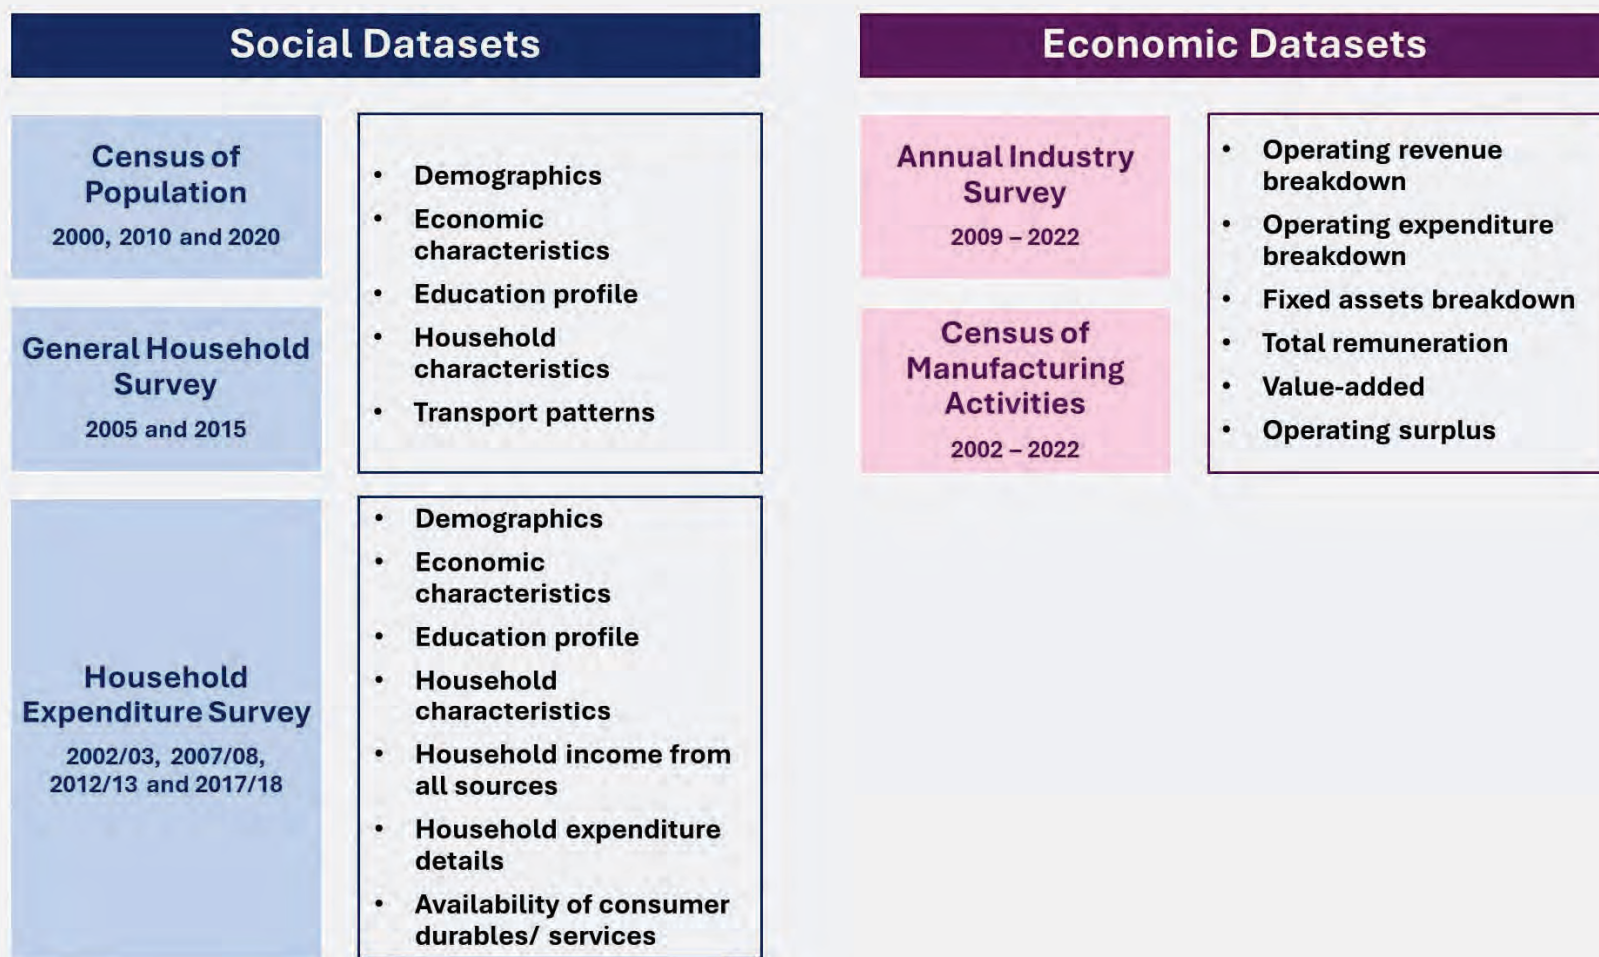 Social Datasets
Census of
Population
2000, 2010 and 2020
General Household
Survey
2005 and 2015
• Demographics
• Economic
characteristics
• Education profile
• Household
characteristics
• Transport patterns
Household
Expenditure Survey
2002/03, 2007/08,
2012/13 and 2017/18
• Demographics
• Economic
characteristics
• Education profile
• Household
characteristics
• Household income from
all sources
• Household expenditure
details
• Availability of consumer
durables/ services
Economic Datasets
Annual Industry
Survey
2009 – 2022
Census of
Manufacturing
Activities
2002 – 2022
• Operating revenue
breakdown
• Operating expenditure
breakdown
• Fixed assets breakdown
• Total remuneration
• Value-added
• Operating surplus